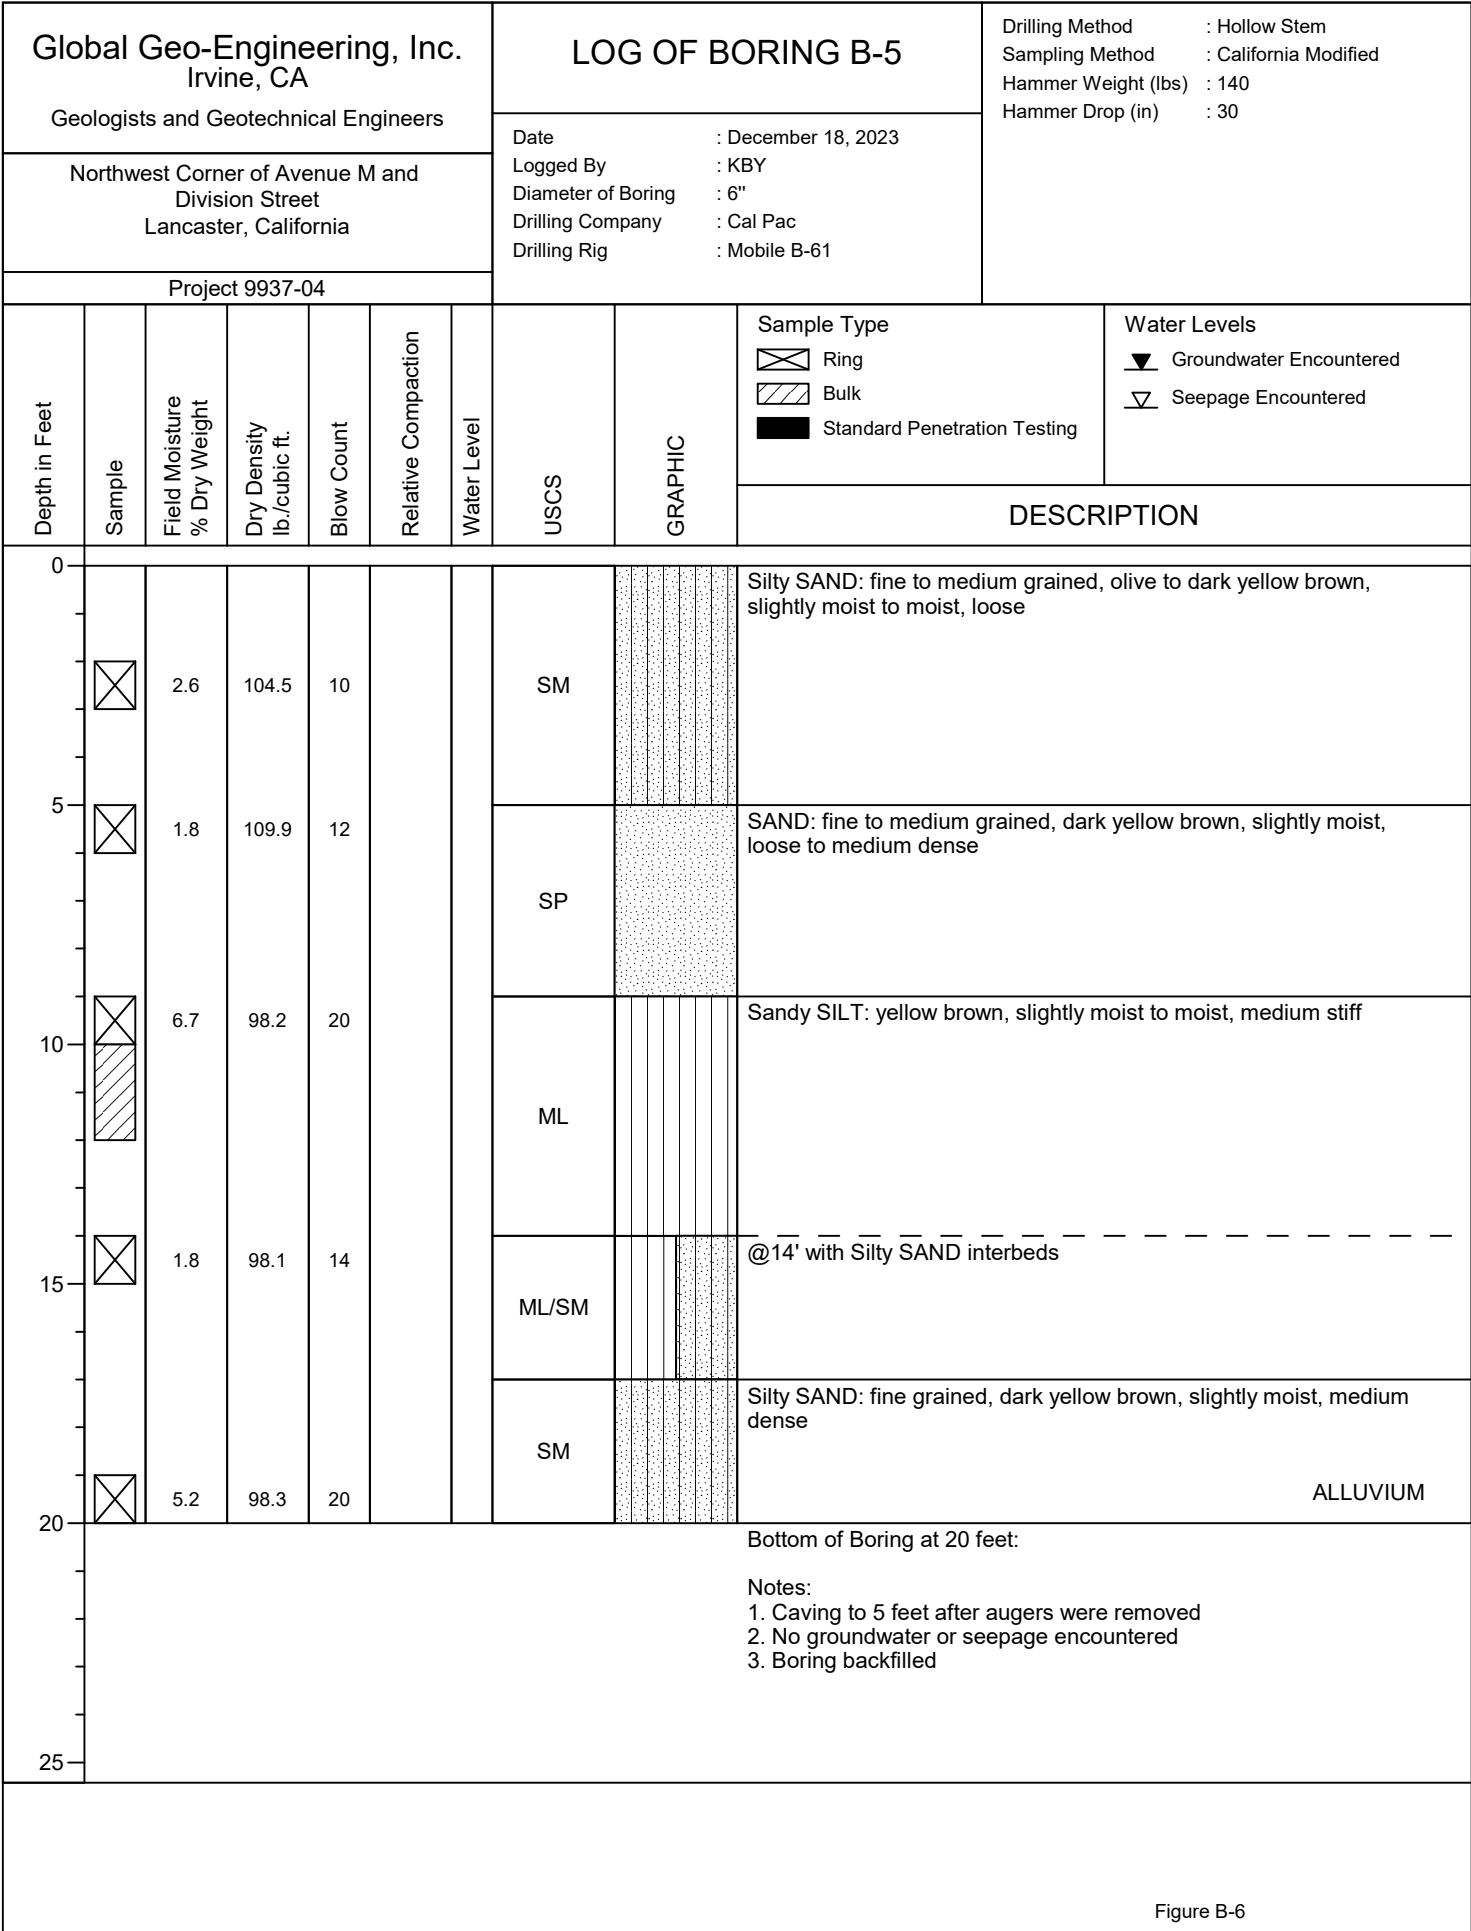 Global Geo-Engineering, Inc.
Irvine, CA
Geologists and Geotechnical Engineers
Northwest Corner of Avenue M and
Division Street
Lancaster, California
Project 9937-04
LOG OF BORING B-5
Date : December 18, 2023
Logged By : KBY
Diameter of Boring : 6"
Drilling Company : Cal Pac
Drilling Rig : Mobile B-61
Drilling Method : Hollow Stem
Sampling Method : California Modified
Hammer Weight (lbs) : 140
Hammer Drop (in) : 30
Depth in Feet
Sample
Field Moisture
% Dry Weight
Dry Density
lb./cubic ft.
Blow Count
Relative Compaction
Water Level
USCS
GRAPHIC
Sample Type
Ring
Bulk
Standard Penetration Testing
Water Levels
Groundwater Encountered
Seepage Encountered
DESCRIPTION
0
Silty SAND: fine to medium grained, olive to dark yellow brown,
slightly moist to moist, loose
2.6 104.5 10 SM
5
SAND: fine to medium grained, dark yellow brown, slightly moist,
loose to medium dense
1.8 109.9 12
SP
Sandy SILT: yellow brown, slightly moist to moist, medium stiff
6.7 98.2 20
10
ML
@14' with Silty SAND interbeds
1.8 98.1 14
15
ML/SM
Silty SAND: fine grained, dark yellow brown, slightly moist, medium
dense
SM
5.2 98.3 20
ALLUVIUM
20
Bottom of Boring at 20 feet:
Notes:
1. Caving to 5 feet after augers were removed
2. No groundwater or seepage encountered
3. Boring backfilled
25
Figure B-6